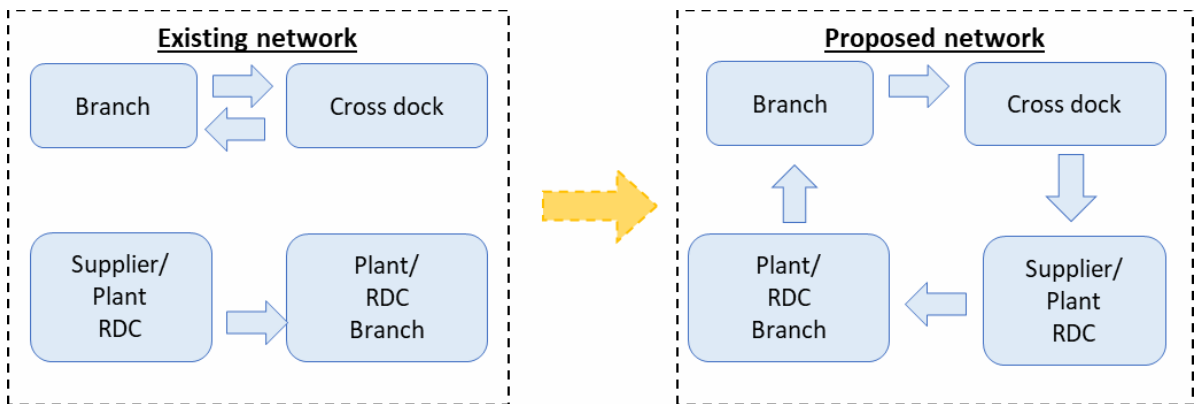 Existing network
Branch
Cross dock
Supplier/
Plant
RDC
Plant/
RDC
Branch
Proposed network
Branch
Cross dock
Plant/
RDC
Branch
Supplier/
Plant
RDC